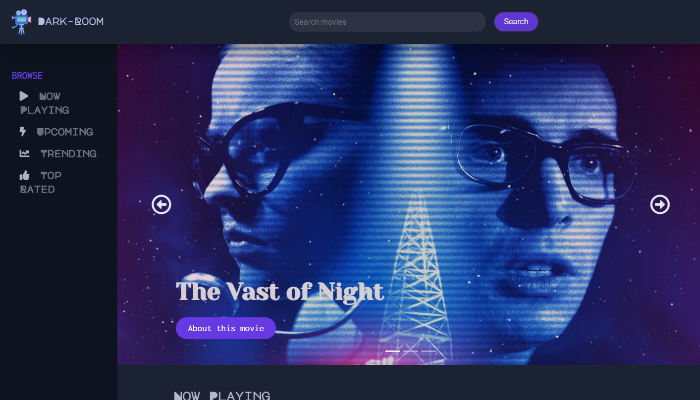 DARK-ROOM
Search movies
Search
BROWSE
NOW
PLAYING
UPCOMING
TRENDING
TOP
RATED
The Vast of Night
About this movie
NOW PLAYING